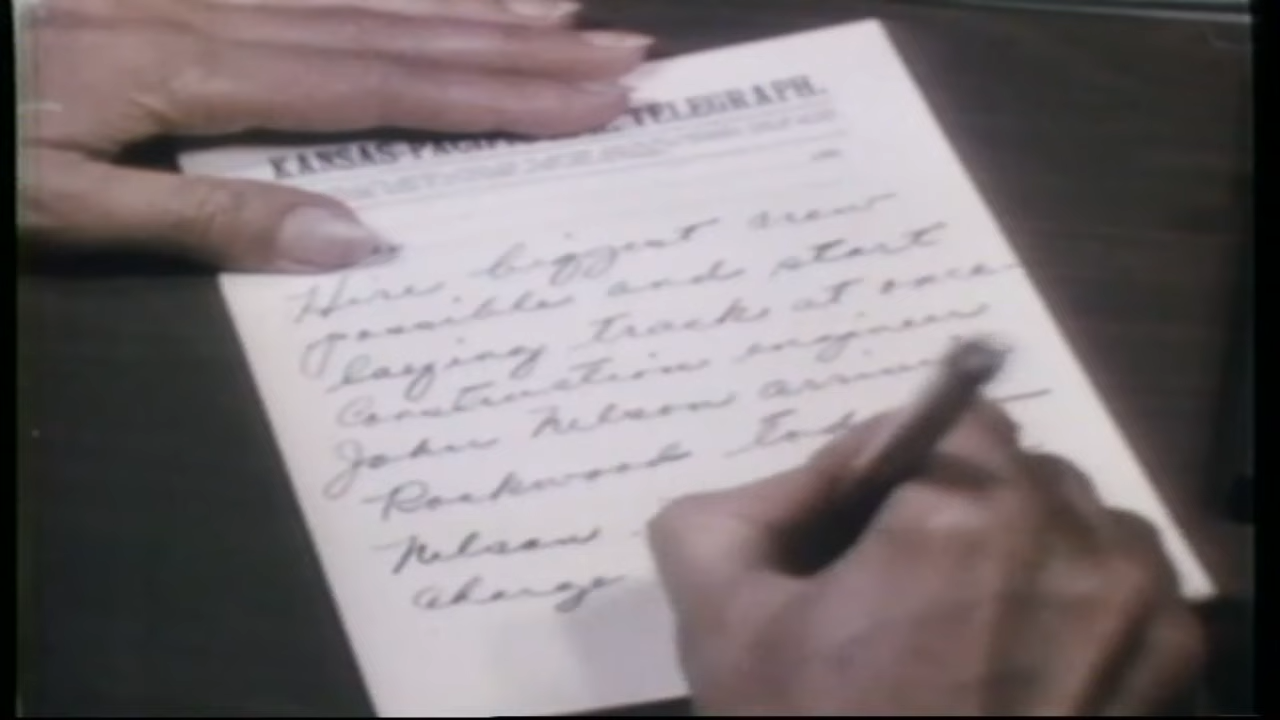 KANSAS-PACIFIC TELEGRAPH.
Hire biggest crew
possible and start
laying track at once
Construction engineer
John Nelson
Rockwood
Nelson
Charge